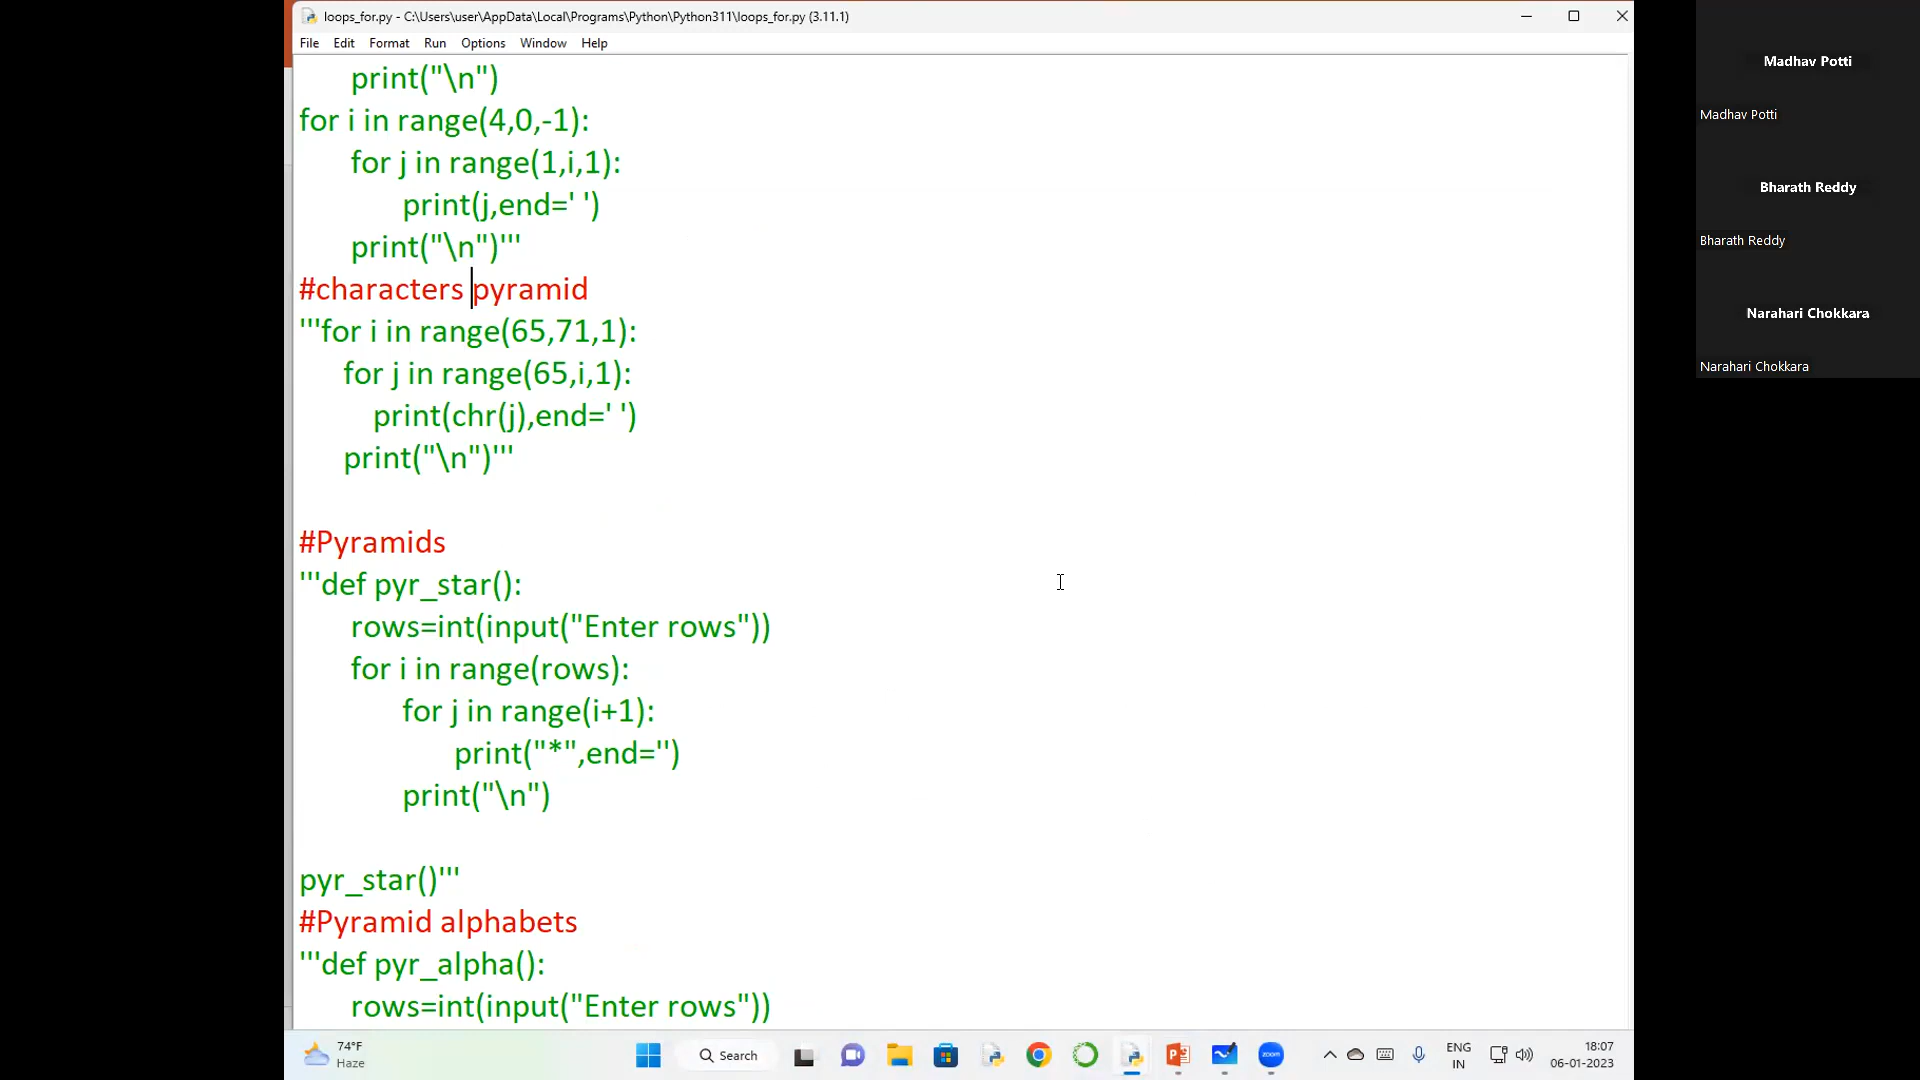 loops_for.py - C:\Users\user\AppData\Local\Programs\Python\Python311\loops_for.py (3.11.1)
File Edit Format Run Options Window Help
print("\n")
for i in range(4,0,-1):
for j in range(1,i,1):
print(j,end=' ')
print("\n")'''
#characters pyramid
'''for i in range(65,71,1):
for j in range(65,i,1):
print(chr(j),end=' ')
print("\n")'''
#Pyramids
'''def pyr_star():
rows=int(input("Enter rows"))
for i in range(rows):
for j in range(i+1):
print("*",end='')
print("\n")
pyr_star()'''
#Pyramid alphabets
'''def pyr_alpha():
rows=int(input("Enter rows"))
Madhav Potti
Madhav Potti
Bharath Reddy
Bharath Reddy
Narahari Chokkara
Narahari Chokkara
74°F
Haze
Search
zoom
ENG
IN
18:07
06-01-2023